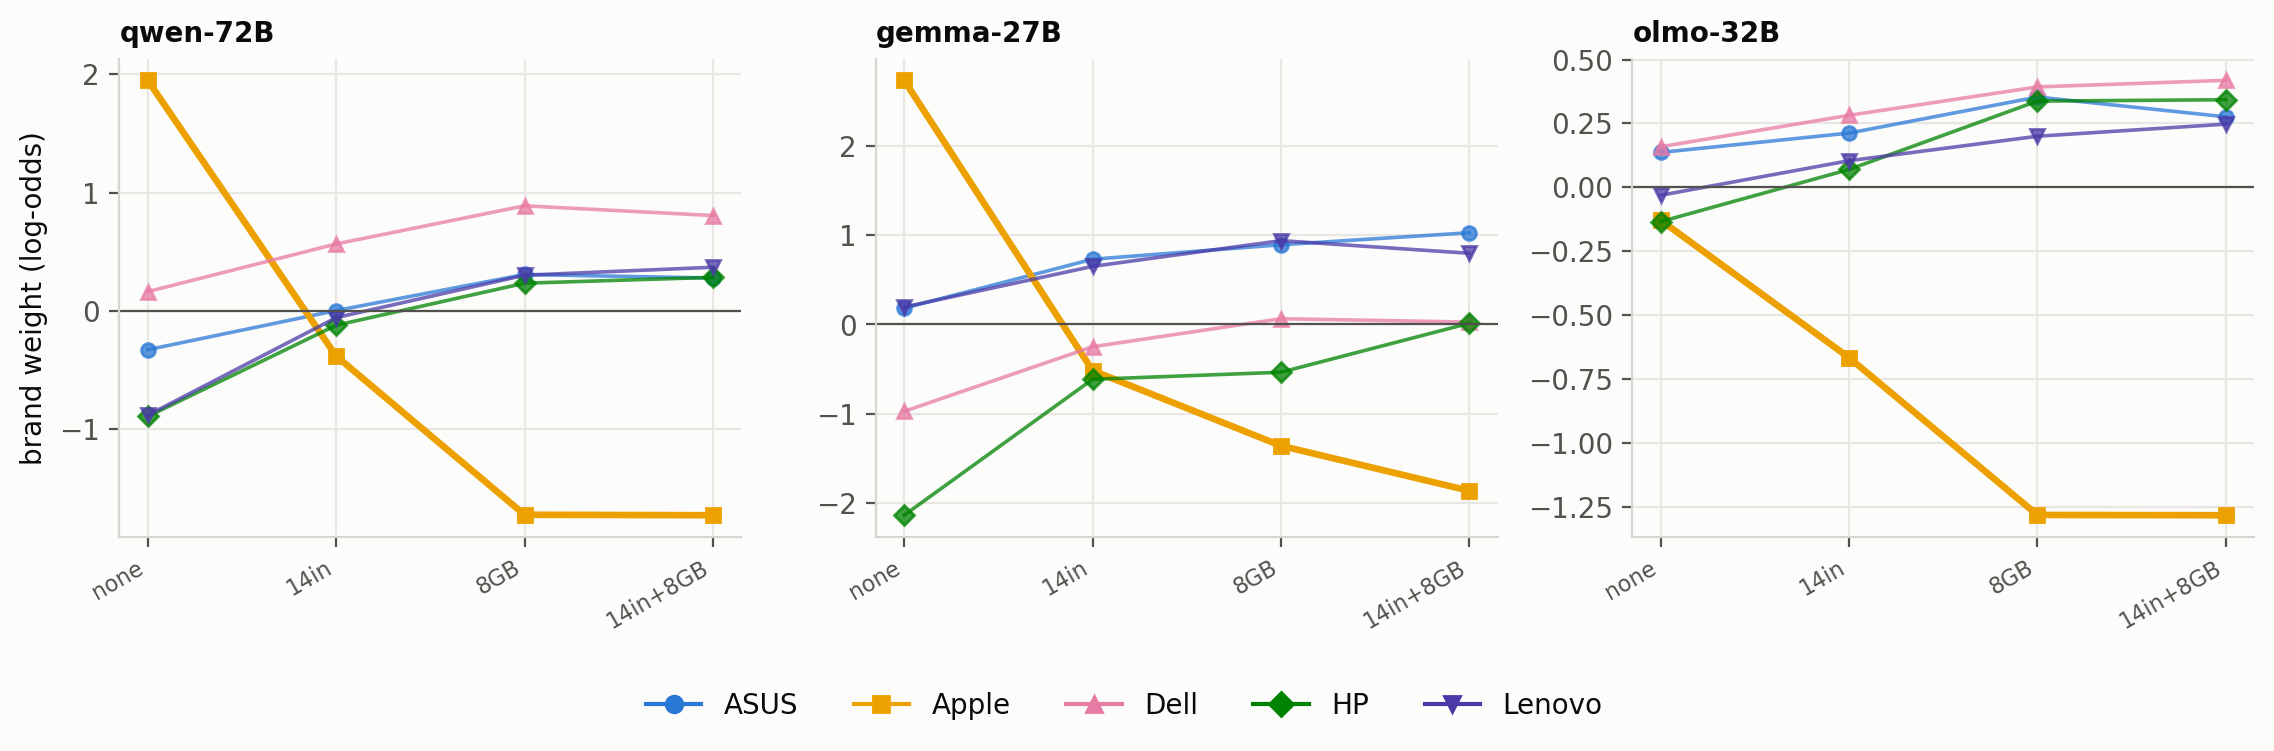 qwen-72B
gemma-27B
olmo-32B
brand weight (log-odds)
2
1
0
−1
none
14in
8GB
14in+8GB
2
1
0
−1
−2
none
14in
8GB
14in+8GB
0.50
0.25
0.00
−0.25
−0.50
−0.75
−1.00
−1.25
none
14in
8GB
14in+8GB
ASUS Apple Dell HP Lenovo